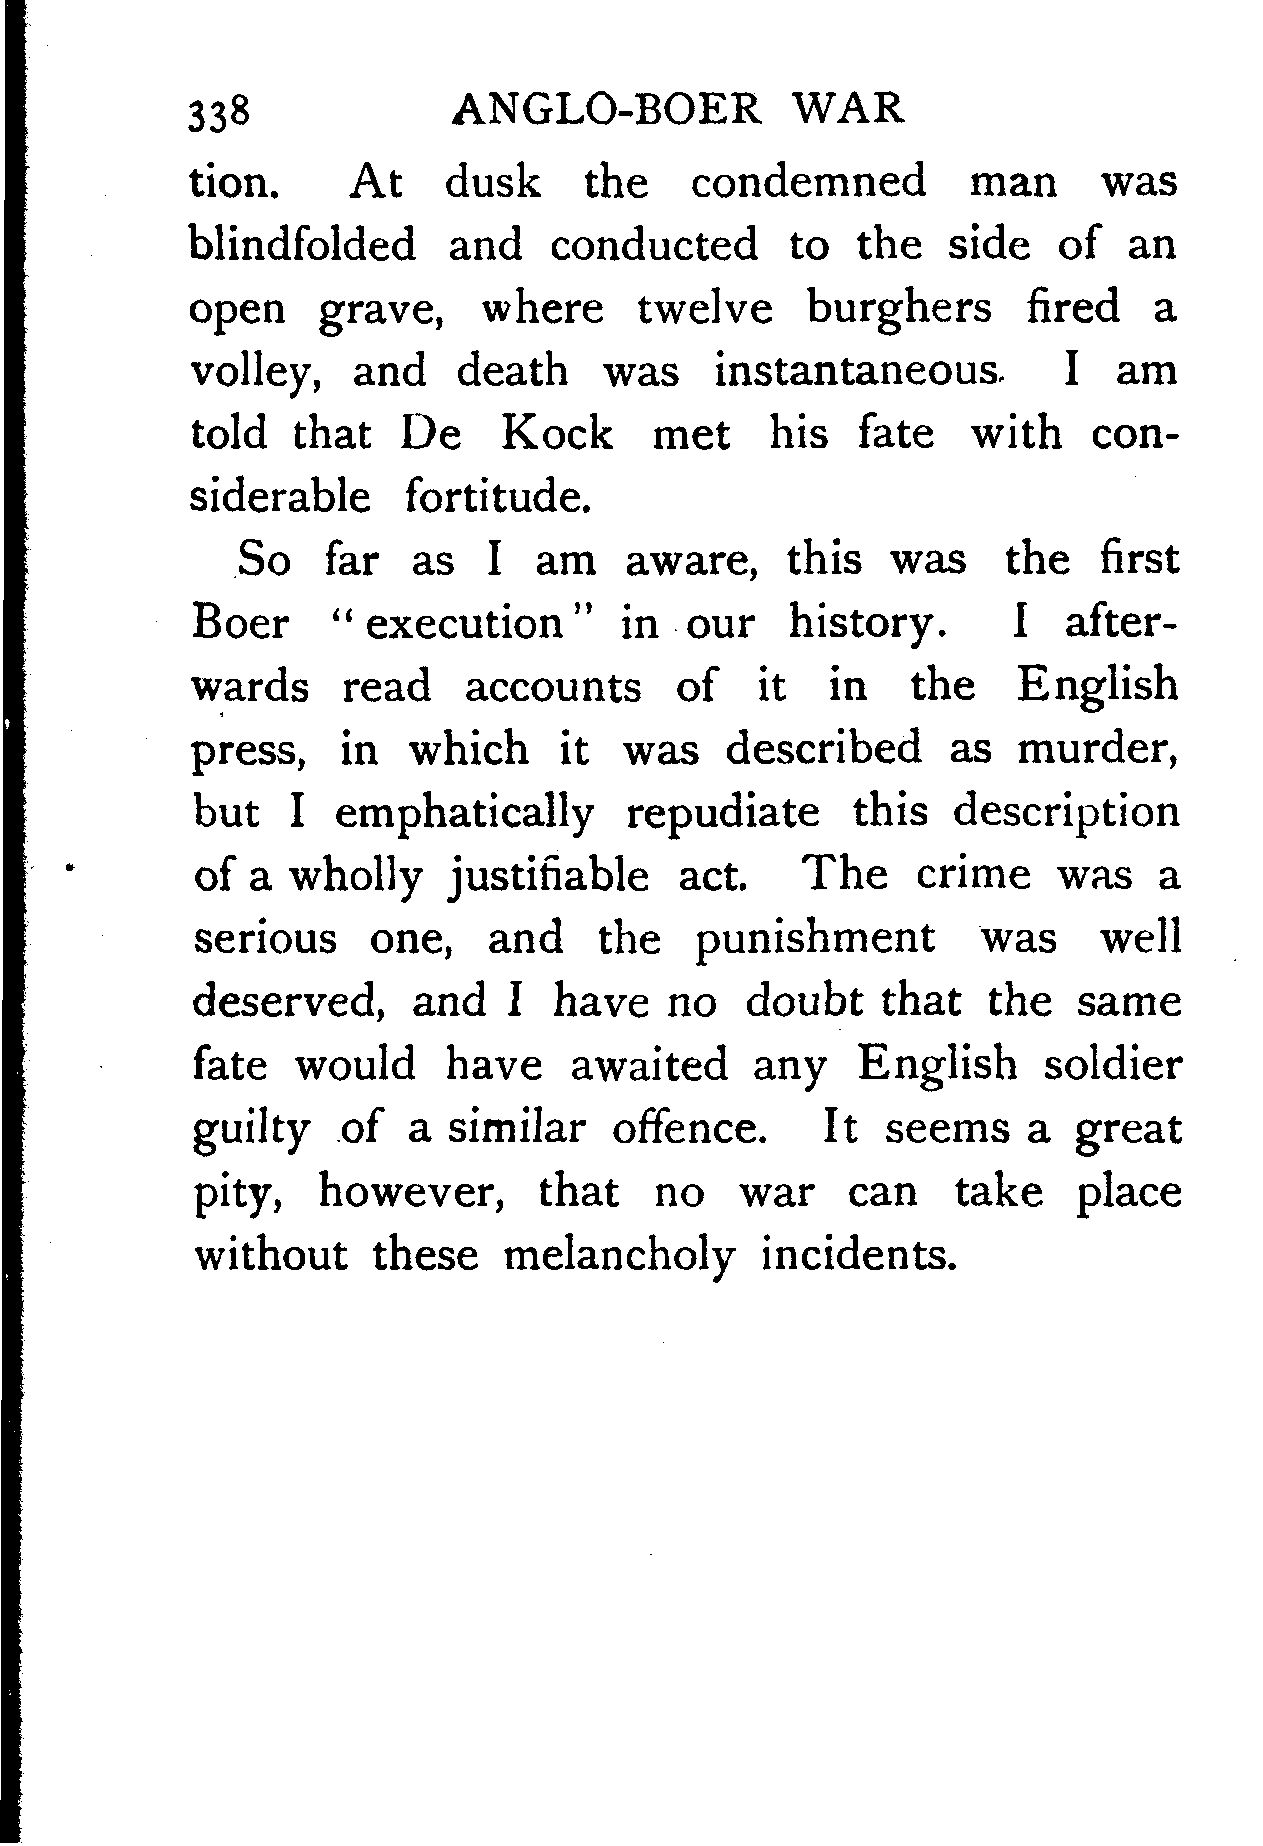 338 ANGLO-BOER WAR
tion. At dusk the condemned man was
blindfolded and conducted to the side of an
open grave, where twelve burghers fired a
volley, and death was instantaneous. I am
told that De Kock met his fate with con-
siderable fortitude.
So far as I am aware, this was the first
Boer "execution" in our history. I after-
wards read accounts of it in the English
press, in which it was described as murder,
but I emphatically repudiate this description
of a wholly justifiable act. The crime was a
serious one, and the punishment was well
deserved, and I have no doubt that the same
fate would have awaited any English soldier
guilty of a similar offence. It seems a great
pity, however, that no war can take place
without these melancholy incidents.